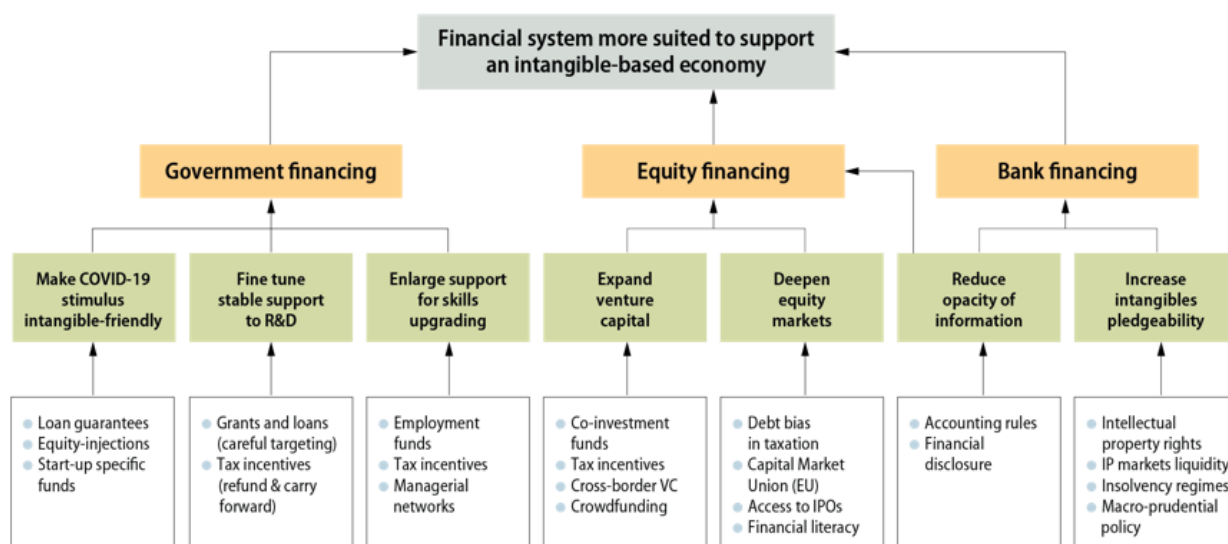 Financial system more suited to support
an intangible-based economy
Government financing
Equity financing
Bank financing
Make COVID-19
stimulus
intangible-friendly
Fine tune
stable support
to R&D
Enlarge support
for skills
upgrading
Expand
venture
capital
Deepen
equity
markets
Reduce
opacity of
information
Increase
intangibles
pledgeability
Loan guarantees
Equity-injections
Start-up specific
funds
Grants and loans
(careful targeting)
Tax incentives
(refund & carry
forward)
Employment
funds
Tax incentives
Managerial
networks
Co-investment
funds
Tax incentives
Cross-border VC
Crowdfunding
Debt bias
in taxation
Capital Market
Union (EU)
Access to IPOs
Financial literacy
Accounting rules
Financial
disclosure
Intellectual
property rights
IP markets liquidity
Insolvency regimes
Macro-prudential
policy